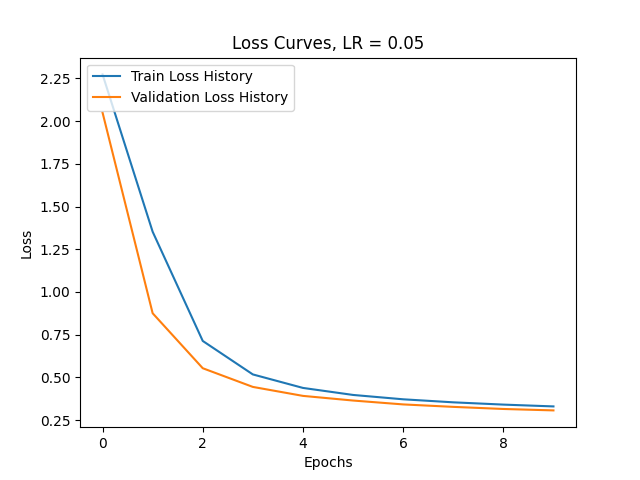 Loss Curves, LR = 0.05
Train Loss History
Validation Loss History
2.25
2.00
1.75
1.50
1.25
1.00
0.75
0.50
0.25
Loss
0 2 4 6 8
Epochs